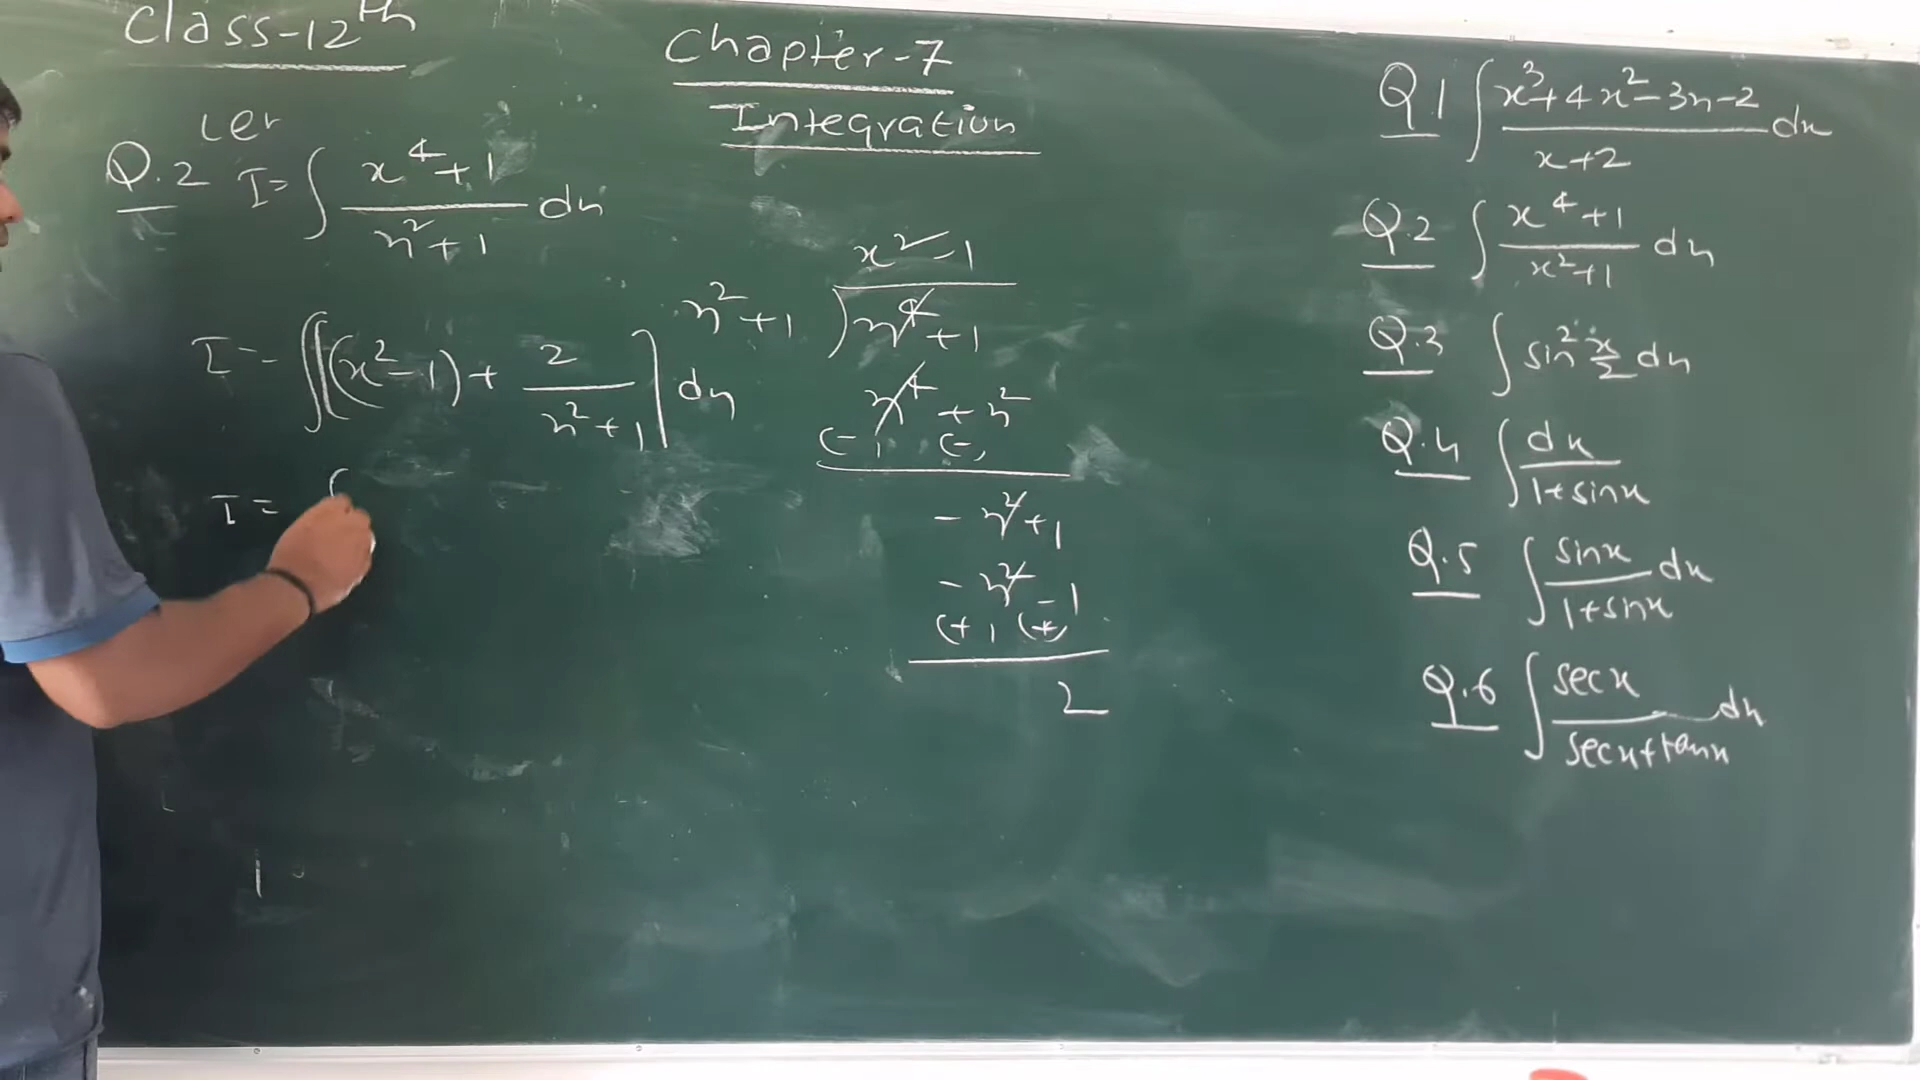 Class-12th
Chapter-7
Integration
Let
Q.2 I = ∫ (x⁴+1)/(x²+1) dx
I = ∫[(x²-1) + 2/(x²+1)] dx
I = ∫
x²-1
x²+1 ) x⁴+1
x⁴ + x²
(-) (-)
- x²+1
- x²-1
(+) (+)
2
Q.1 ∫ (x³+4x²-3x-2)/(x+2) dx
Q.2 ∫ (x⁴+1)/(x²+1) dx
Q.3 ∫ sin² x/2 dx
Q.4 ∫ dx/(1+sinx)
Q.5 ∫ sinx/(1+sinx) dx
Q.6 ∫ secx/(secx+tanx) dx